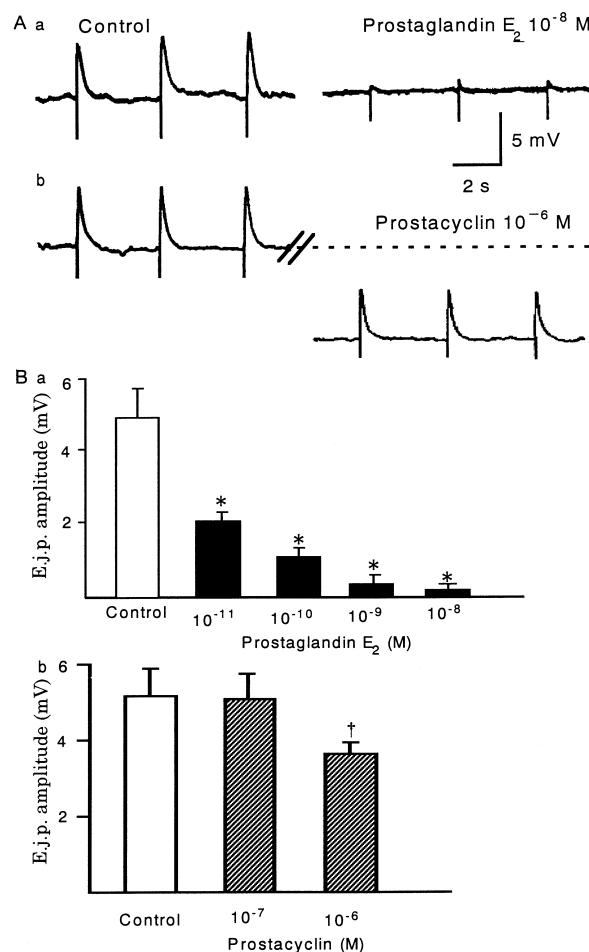 A a Control Prostaglandin E2 10-8 M
5 mV
2 s
b
Prostacyclin 10-6 M
B a
6
4
2
E.j.p. amplitude (mV)
*
*
*
*
Control 10-11 10-10 10-9 10-8
Prostaglandin E2 (M)
b 6
4
2
E.j.p. amplitude (mV)
†
Control 10-7 10-6
Prostacyclin (M)